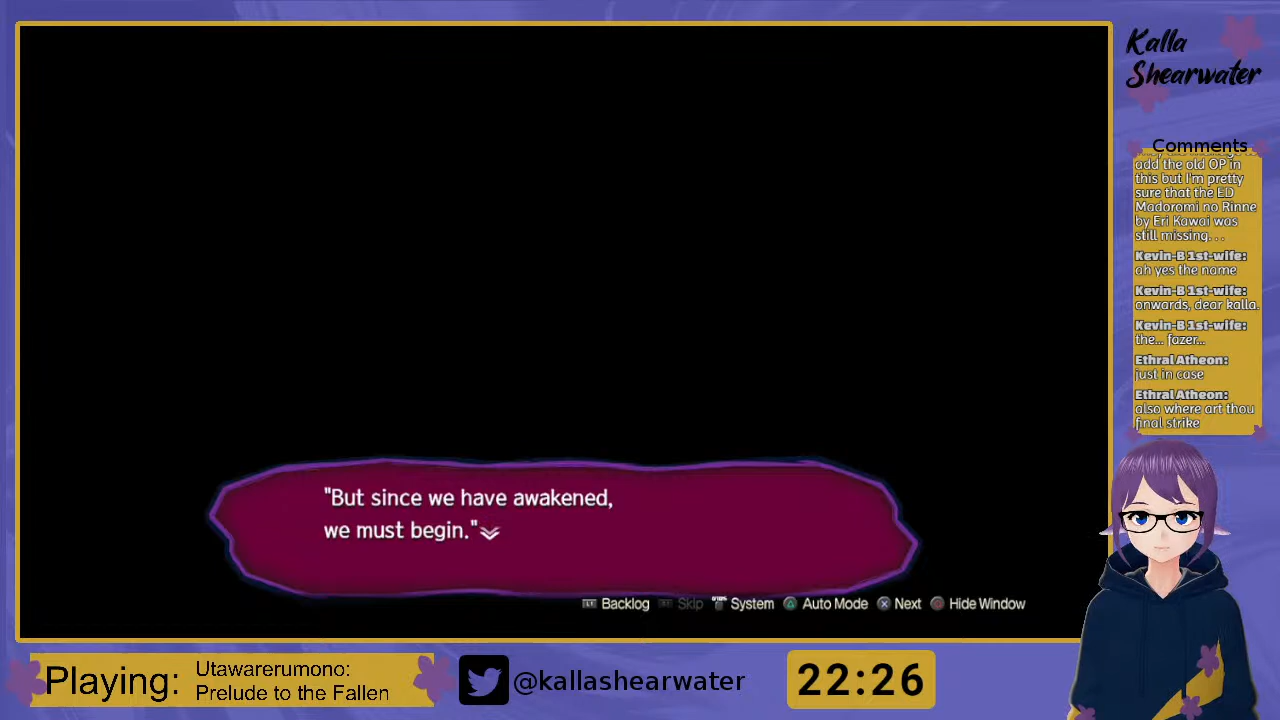 Kalla
Shearwater
Comments
add the old OP in
this but I'm pretty
sure that the ED
Madoromi no Rinne
by Eri Kawai was
still missing...
Kevin-B 1st-wife:
ah yes the name
Kevin-B 1st-wife:
onwards, dear kalla.
Kevin-B 1st-wife:
the... fazer...
Ethral Atheon:
just in case
Ethral Atheon:
also where art thou
final strike
"But since we have awakened,
we must begin."
Backlog Skip System Auto Mode Next Hide Window
Playing:
Utawarerumono:
Prelude to the Fallen
@kallashearwater
22:26